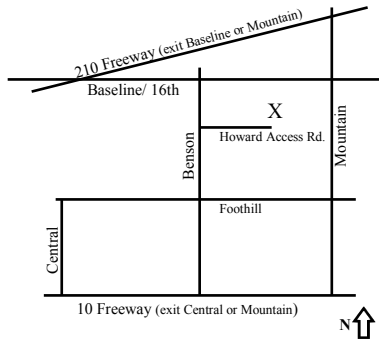 210 Freeway (exit Baseline or Mountain)
Baseline/ 16th
X
Howard Access Rd.
Benson
Mountain
Foothill
Central
10 Freeway (exit Central or Mountain)
N